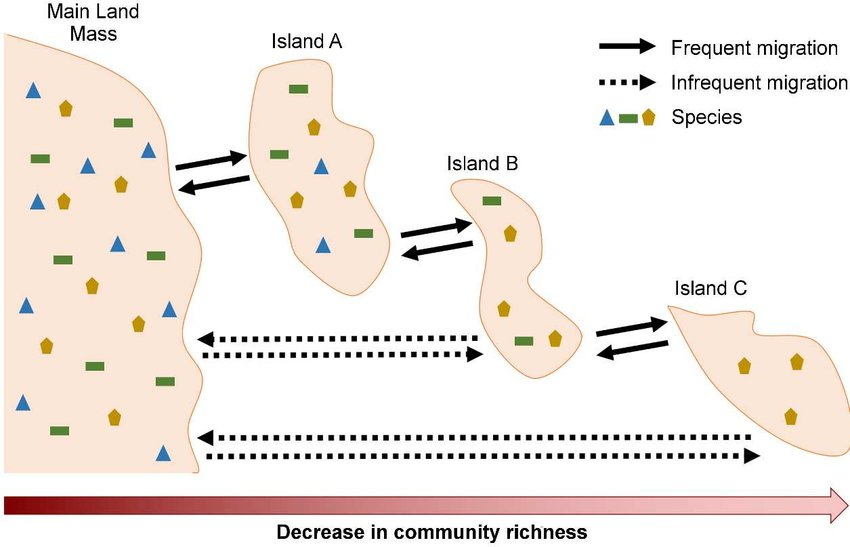 Main Land
Mass
Island A
Frequent migration
Infrequent migration
Species
Island B
Island C
Decrease in community richness